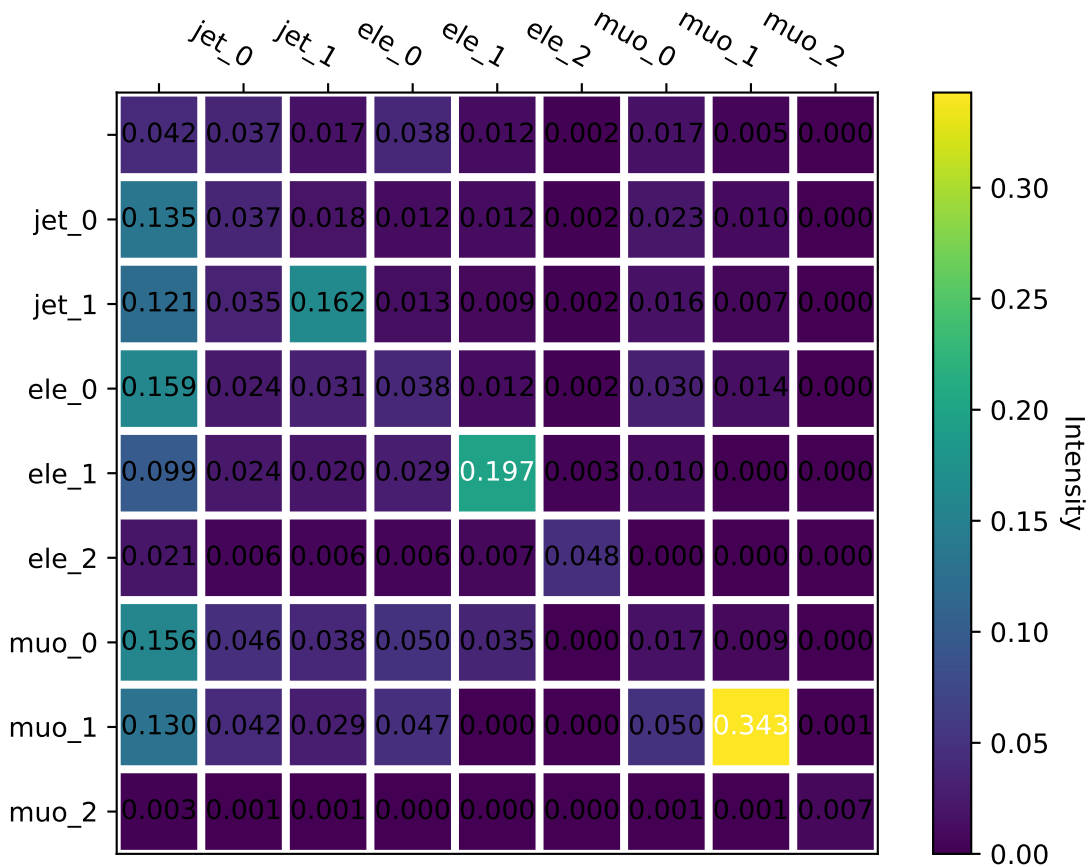 jet_0 jet_1 ele_0 ele_1 ele_2 muo_0 muo_1 muo_2
0.042 0.037 0.017 0.038 0.012 0.002 0.017 0.005 0.000
jet_0 0.135 0.037 0.018 0.012 0.012 0.002 0.023 0.010 0.000
jet_1 0.121 0.035 0.162 0.013 0.009 0.002 0.016 0.007 0.000
ele_0 0.159 0.024 0.031 0.038 0.012 0.002 0.030 0.014 0.000
ele_1 0.099 0.024 0.020 0.029 0.197 0.003 0.010 0.000 0.000
ele_2 0.021 0.006 0.006 0.006 0.007 0.048 0.000 0.000 0.000
muo_0 0.156 0.046 0.038 0.050 0.035 0.000 0.017 0.009 0.000
muo_1 0.130 0.042 0.029 0.047 0.000 0.000 0.050 0.343 0.001
muo_2 0.003 0.001 0.001 0.000 0.000 0.000 0.001 0.001 0.007
0.30
0.25
0.20
0.15
0.10
0.05
0.00
Intensity